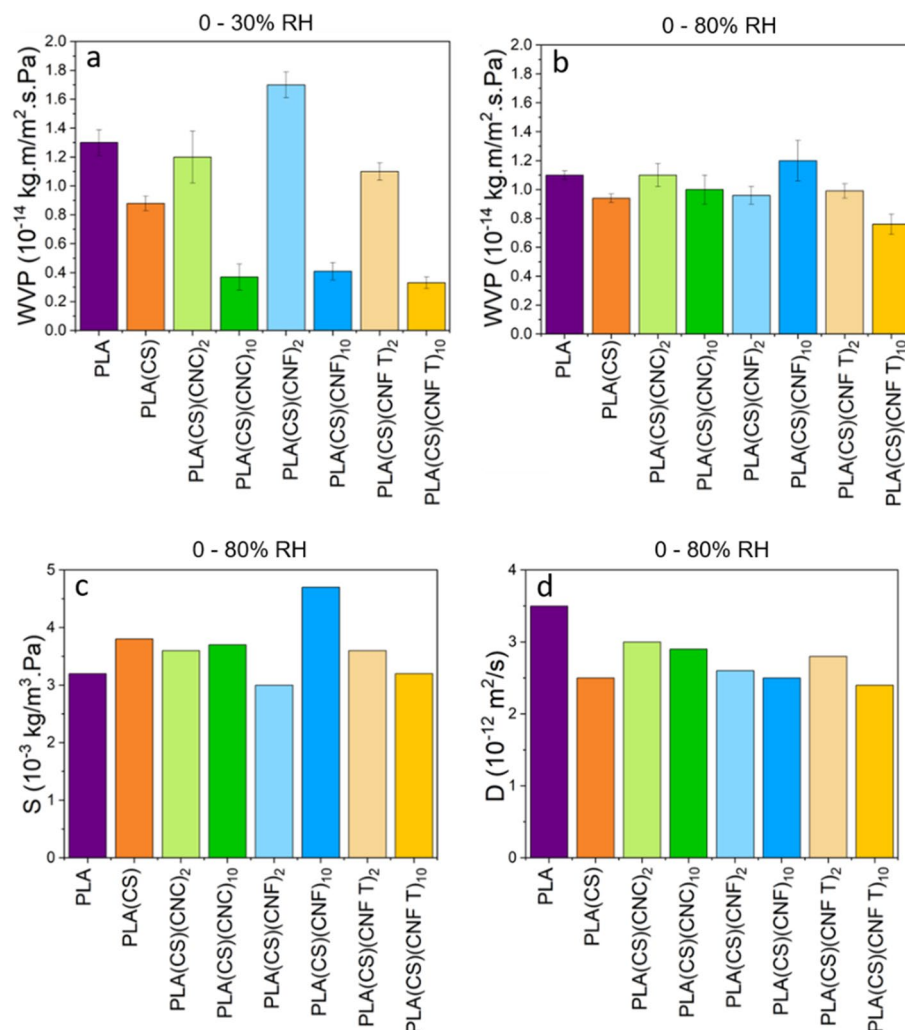 0 - 30% RH
a
WVP (10⁻¹⁴ kg.m/m².s.Pa)
2.0
1.8
1.6
1.4
1.2
1.0
0.8
0.6
0.4
0.2
0.0
PLA
PLA(CS)
PLA(CS)(CNC)₂
PLA(CS)(CNC)₁₀
PLA(CS)(CNF)₂
PLA(CS)(CNF)₁₀
PLA(CS)(CNF T)₂
PLA(CS)(CNF T)₁₀
0 - 80% RH
b
WVP (10⁻¹⁴ kg.m/m².s.Pa)
2.0
1.8
1.6
1.4
1.2
1.0
0.8
0.6
0.4
0.2
0.0
PLA
PLA(CS)
PLA(CS)(CNC)₂
PLA(CS)(CNC)₁₀
PLA(CS)(CNF)₂
PLA(CS)(CNF)₁₀
PLA(CS)(CNF T)₂
PLA(CS)(CNF T)₁₀
0 - 80% RH
c
S (10⁻³ kg/m³.Pa)
5
4
3
2
1
0
PLA
PLA(CS)
PLA(CS)(CNC)₂
PLA(CS)(CNC)₁₀
PLA(CS)(CNF)₂
PLA(CS)(CNF)₁₀
PLA(CS)(CNF T)₂
PLA(CS)(CNF T)₁₀
0 - 80% RH
d
D (10⁻¹² m²/s)
4
3
2
1
0
PLA
PLA(CS)
PLA(CS)(CNC)₂
PLA(CS)(CNC)₁₀
PLA(CS)(CNF)₂
PLA(CS)(CNF)₁₀
PLA(CS)(CNF T)₂
PLA(CS)(CNF T)₁₀